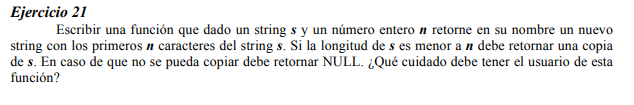 Ejercicio 21
Escribir una función que dado un string s y un número entero n retorne en su nombre un nuevo
string con los primeros n caracteres del string s. Si la longitud de s es menor a n debe retornar una copia
de s. En caso de que no se pueda copiar debe retornar NULL. ¿Qué cuidado debe tener el usuario de esta
función?